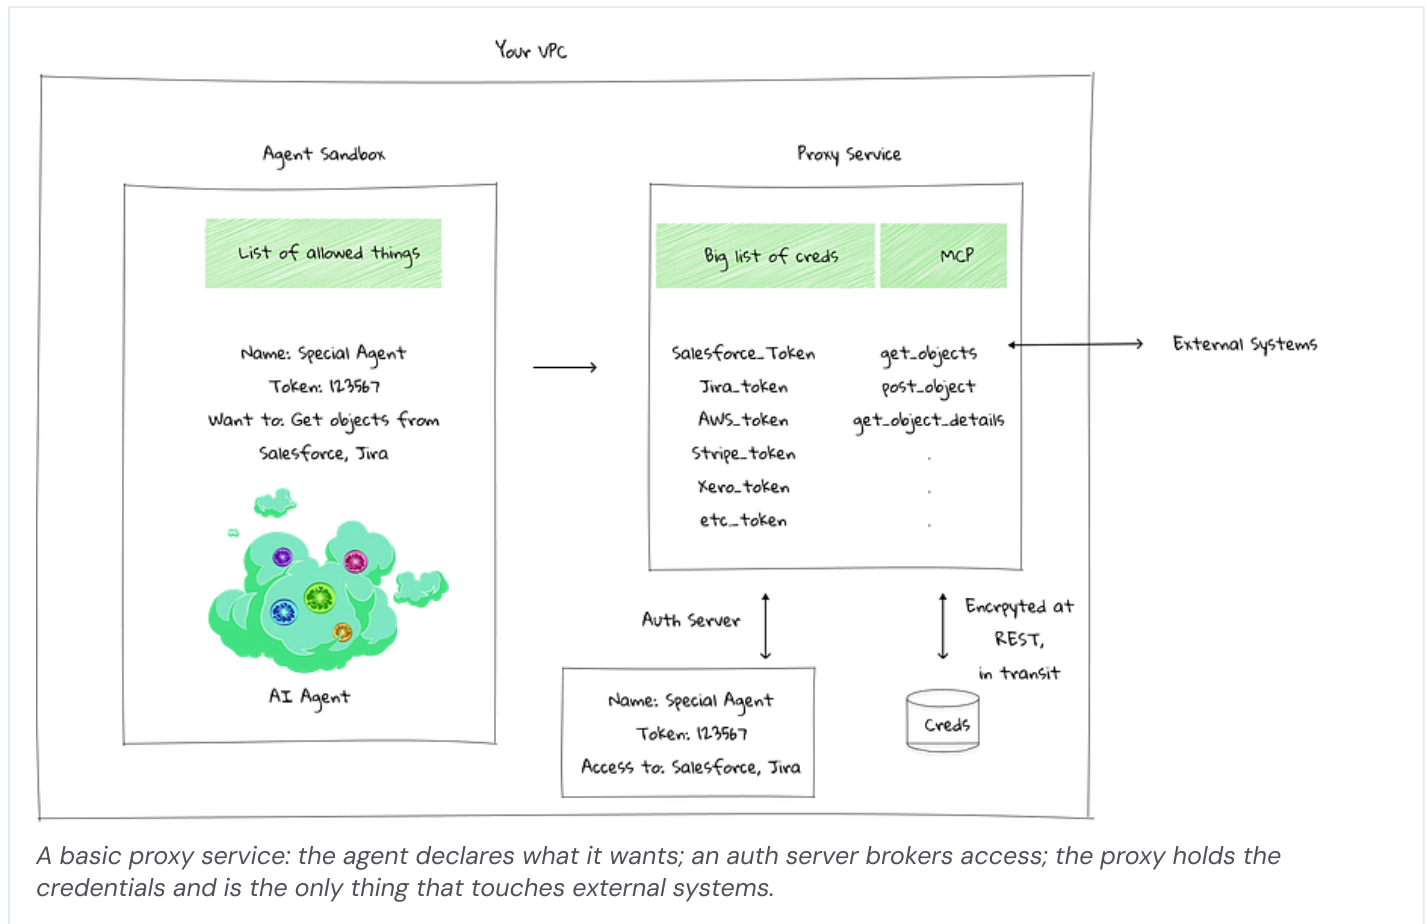 Your VPC
Agent Sandbox
List of allowed things
Name: Special Agent
Token: 123567
Want to: Get objects from
Salesforce, Jira
AI Agent
Proxy Service
Big list of creds
MCP
Salesforce_Token
Jira_token
AWS_token
Stripe_token
Xero_token
etc_token
get_objects
post_object
get_object_details
.
.
.
External Systems
Auth Server
Name: Special Agent
Token: 123567
Access to: Salesforce, Jira
Encrpyted at
REST,
in transit
Creds
A basic proxy service: the agent declares what it wants; an auth server brokers access; the proxy holds the
credentials and is the only thing that touches external systems.